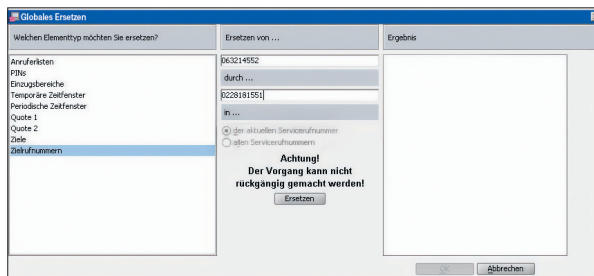 Globales Ersetzen
Welchen Elementtyp möchten Sie ersetzen?
Anruferlisten
PINs
Einzugsbereiche
Temporäre Zeitfenster
Periodische Zeitfenster
Quote 1
Quote 2
Ziele
Zielrufnummern
Ersetzen von ...
063214552
durch ...
0228181551
in ...
der aktuellen Servicerufnummer
allen Servicerufnummern
Achtung!
Der Vorgang kann nicht
rückgängig gemacht werden!
Ersetzen
Ergebnis
OK
Abbrechen